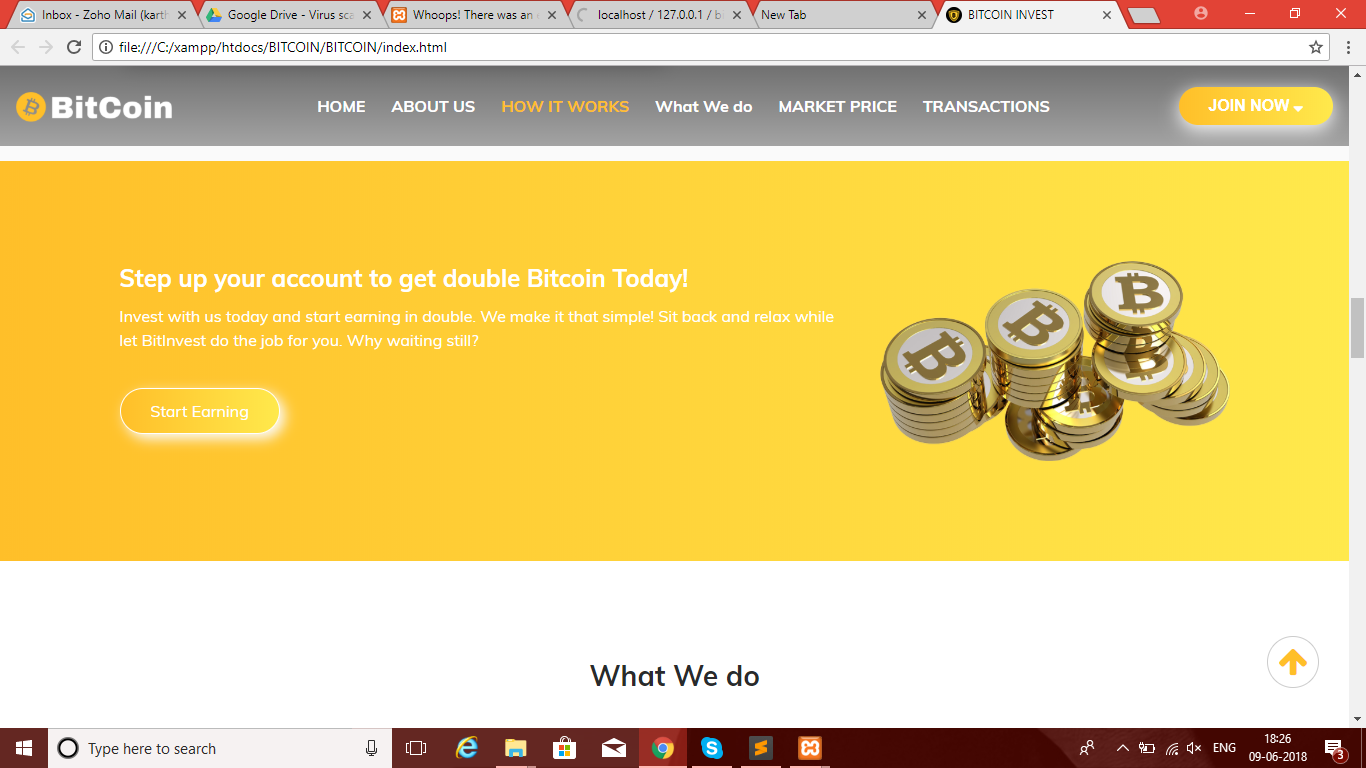 Inbox - Zoho Mail (karth
Google Drive - Virus sca
Whoops! There was an
localhost / 127.0.0.1 / b
New Tab
BITCOIN INVEST
file:///C:/xampp/htdocs/BITCOIN/BITCOIN/index.html
BitCoin
HOME
ABOUT US
HOW IT WORKS
What We do
MARKET PRICE
TRANSACTIONS
JOIN NOW
Step up your account to get double Bitcoin Today!
Invest with us today and start earning in double. We make it that simple! Sit back and relax while
let BitInvest do the job for you. Why waiting still?
Start Earning
What We do
Type here to search
ENG
18:26
09-06-2018
3